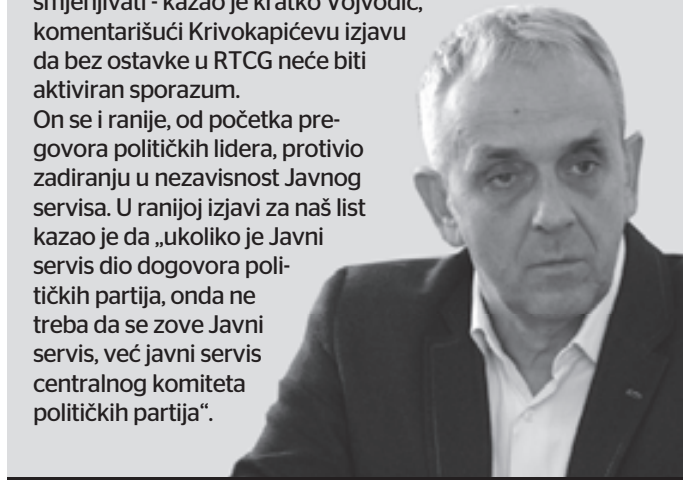 smjenjivati - kazao je kratko Vojvodić,
komentarišući Krivokapićevu izjavu
da bez ostavke u RTCG neće biti
aktiviran sporazum.
On se i ranije, od početka pre-
govora političkih lidera, protivio
zadiranju u nezavisnost Javnog
servisa. U ranijoj izjavi za naš list
kazao je da „ukoliko je Javni
servis dio dogovora poli-
tičkih partija, onda ne
treba da se zove Javni
servis, već javni servis
centralnog komiteta
političkih partija“.